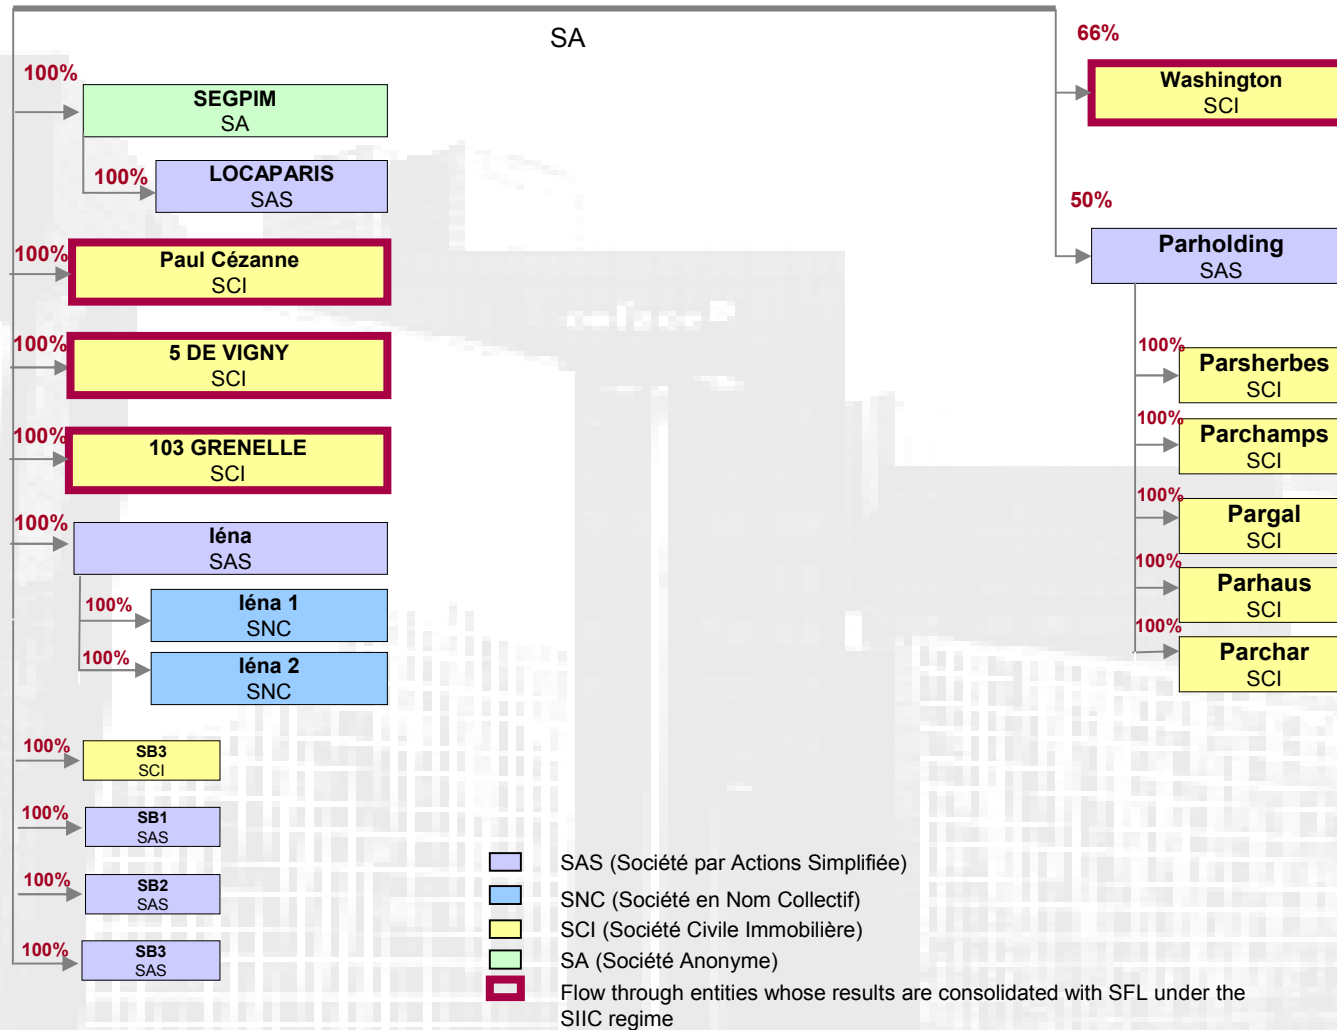 SA
100%
SEGPIM
SA
100%
LOCAPARIS
SAS
100%
Paul Cézanne
SCI
100%
5 DE VIGNY
SCI
100%
103 GRENELLE
SCI
100%
Iéna
SAS
100%
Iéna 1
SNC
100%
Iéna 2
SNC
100%
SB3
SCI
100%
SB1
SAS
100%
SB2
SAS
100%
SB3
SAS
66%
Washington
SCI
50%
Parholding
SAS
100%
Parsherbes
SCI
100%
Parchamps
SCI
100%
Pargal
SCI
100%
Parhaus
SCI
100%
Parchar
SCI
SAS (Société par Actions Simplifiée)
SNC (Société en Nom Collectif)
SCI (Société Civile Immobilière)
SA (Société Anonyme)
Flow through entities whose results are consolidated with SFL under the
SIIC regime